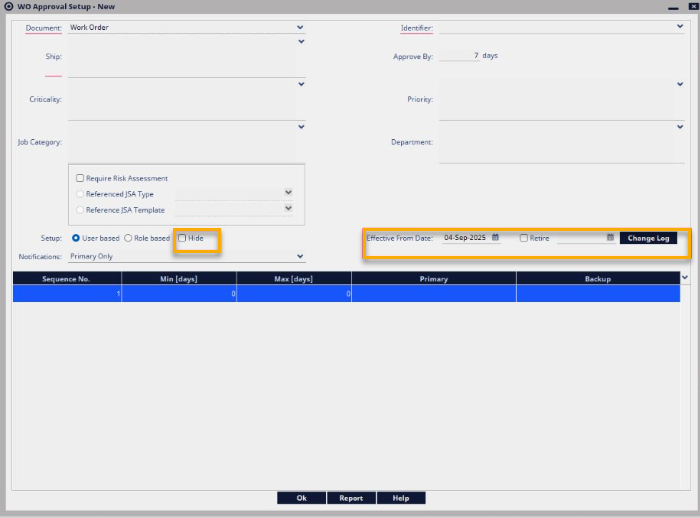 WO Approval Setup - New
Document: Work Order Identifier:
Ship: Approve By: 7 days
Criticality: Priority:
Job Category: Department:
Require Risk Assessment
Referenced JSA Type
Reference JSA Template
Setup: User based Role based Hide Effective From Date: 04-Sep-2025 Retire Change Log
Notifications: Primary Only
Sequence No. Min [days] Max [days] Primary Backup
1 0 0
Ok Report Help